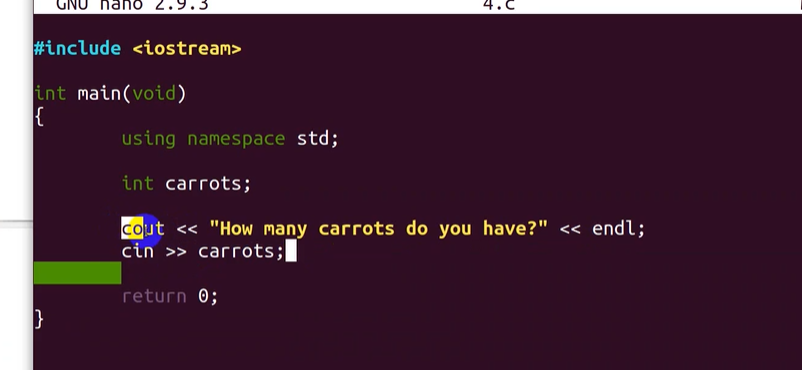 GNU nano 2.9.3 4.c
#include <iostream>
int main(void)
{
using namespace std;
int carrots;
cout << "How many carrots do you have?" << endl;
cin >> carrots;
return 0;
}